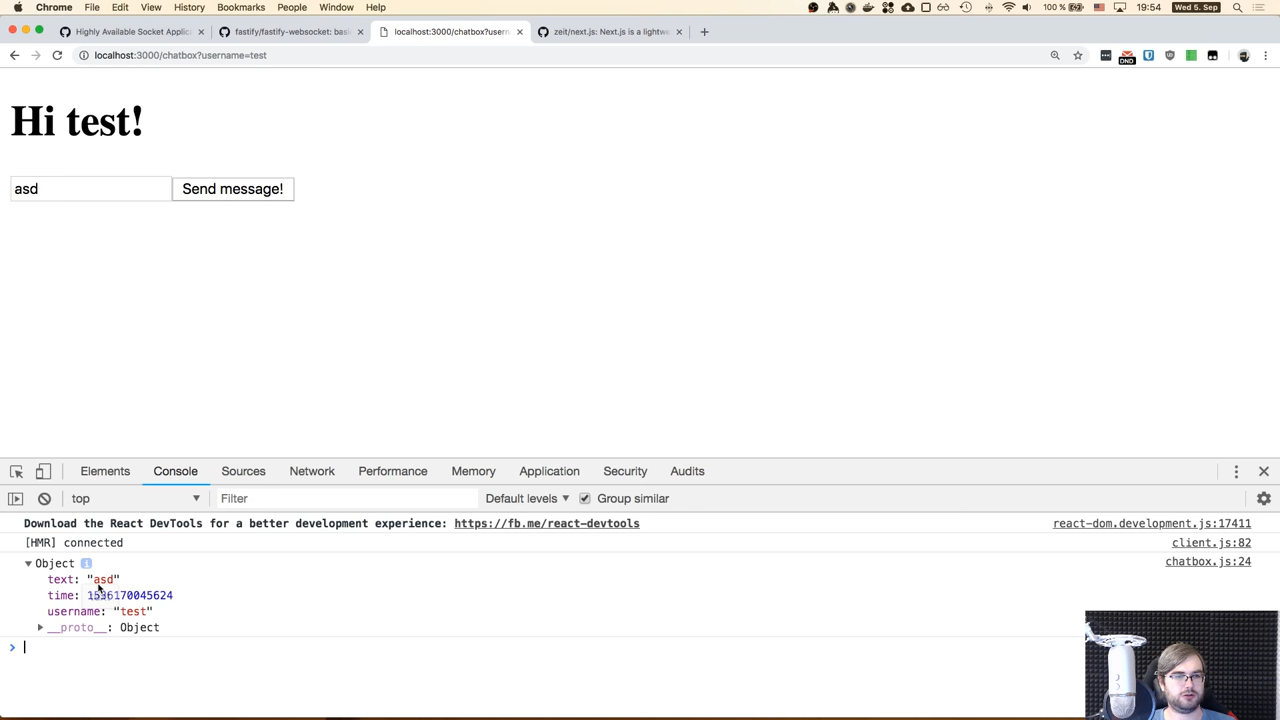 Chrome File Edit View History Bookmarks People Window Help 100 % 19:54 Wed 5. Sep
Highly Available Socket Applic fastify/fastify-websocket: basi localhost:3000/chatbox?usern zeit/next.js: Next.js is a lightwe
localhost:3000/chatbox?username=test DND
Hi test!
asd Send message!
Elements Console Sources Network Performance Memory Application Security Audits
top Filter Default levels Group similar
Download the React DevTools for a better development experience: https://fb.me/react-devtools react-dom.development.js:17411
[HMR] connected client.js:82
Object i chatbox.js:24
text: "asd"
time: 1536170045624
username: "test"
__proto__: Object